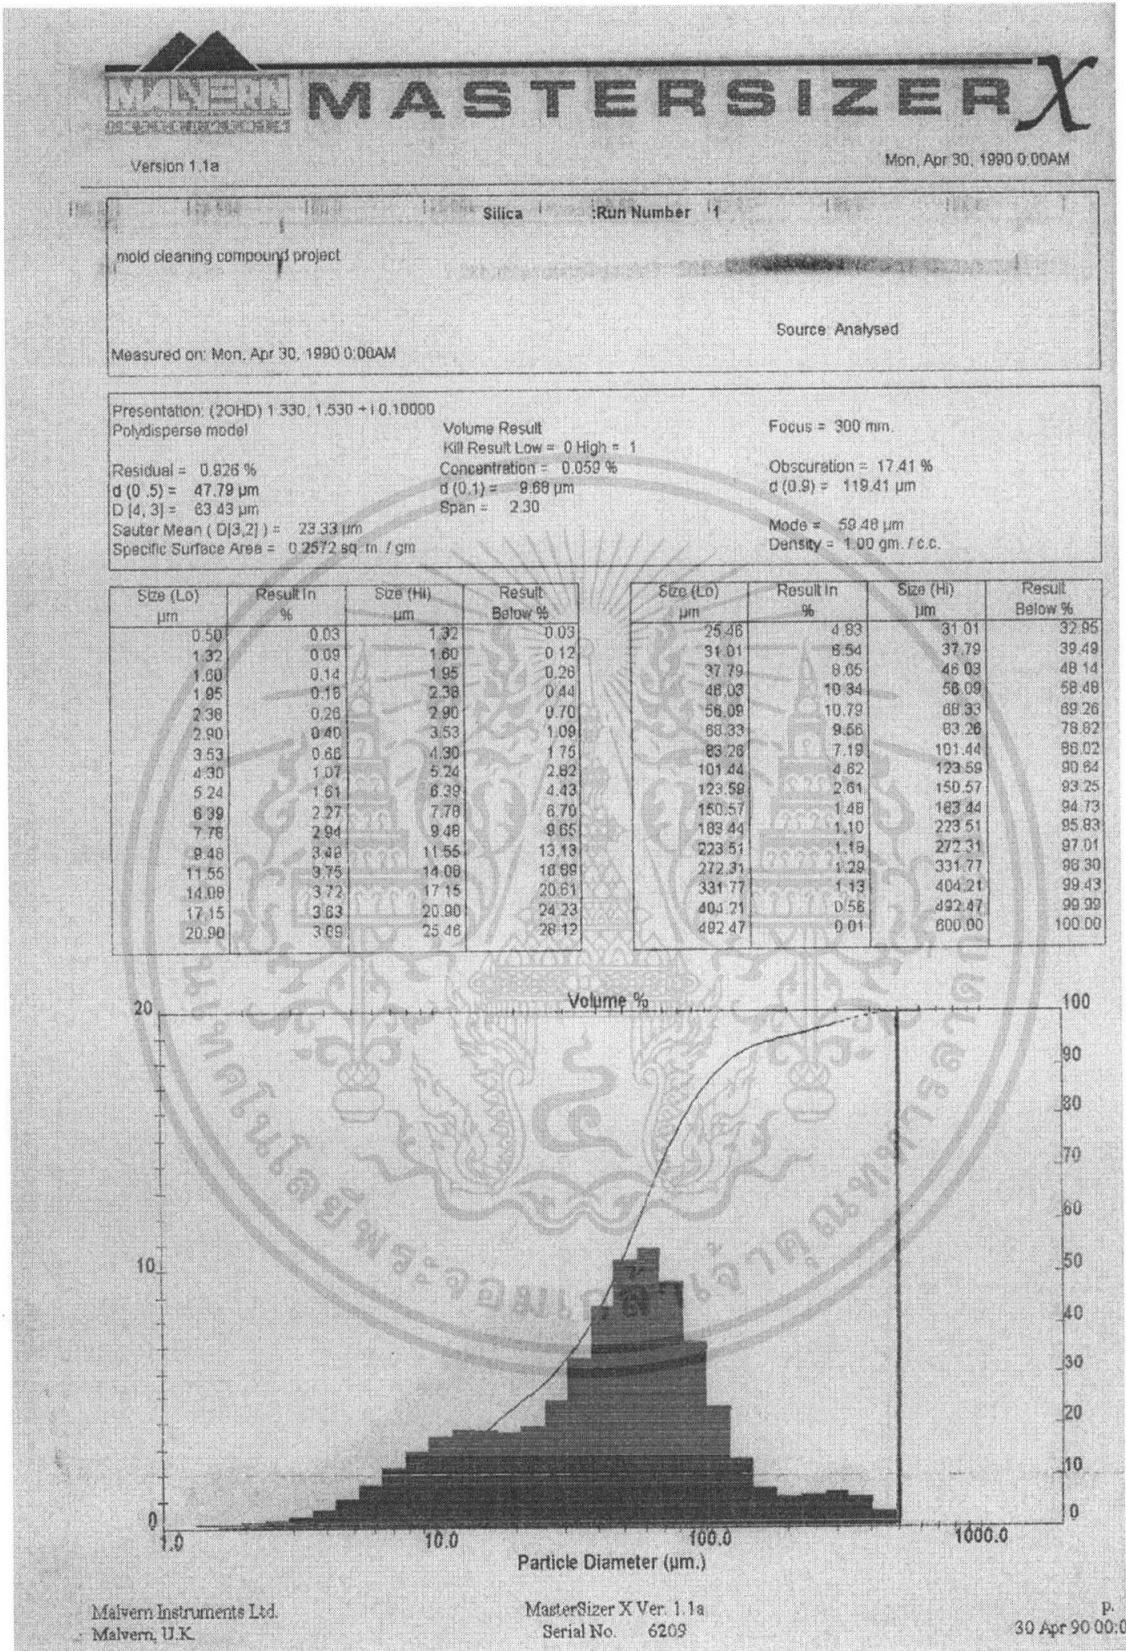 MALVERN MASTERSIZER X
Version 1.1a Mon, Apr 30, 1990 0:00AM
Silica :Run Number 1
mold cleaning compound project
Source: Analysed
Measured on: Mon, Apr 30, 1990 0:00AM
Presentation: (2OHD) 1.330, 1.530 + i 0.10000
Polydisperse model Volume Result Focus = 300 mm.
Kill Result Low = 0 High = 1
Residual = 0.926 % Concentration = 0.059 % Obscuration = 17.41 %
d (0.5) = 47.79 µm d (0.1) = 9.68 µm d (0.9) = 119.41 µm
D [4, 3] = 63.43 µm Span = 2.30
Sauter Mean ( D[3,2] ) = 23.33 µm Mode = 59.48 µm
Specific Surface Area = 0.2572 sq. m / gm Density = 1.00 gm. / c.c.
Size (Lo) Result In Size (Hi) Result Size (Lo) Result In Size (Hi) Result
µm % µm Below % µm % µm Below %
0.50 0.03 1.32 0.03 25.46 4.83 31.01 32.95
1.32 0.09 1.60 0.12 31.01 6.54 37.79 39.49
1.60 0.14 1.95 0.26 37.79 8.65 46.03 48.14
1.95 0.18 2.38 0.44 46.03 10.34 56.09 58.48
2.38 0.26 2.90 0.70 56.09 10.79 68.33 69.26
2.90 0.40 3.53 1.09 68.33 9.56 83.26 78.82
3.53 0.66 4.30 1.75 83.26 7.19 101.44 86.02
4.30 1.07 5.24 2.82 101.44 4.62 123.59 90.64
5.24 1.61 6.39 4.43 123.59 2.61 150.57 93.25
6.39 2.27 7.78 6.70 150.57 1.48 183.44 94.73
7.78 2.94 9.48 9.65 183.44 1.10 223.51 95.83
9.48 3.48 11.55 13.13 223.51 1.18 272.31 97.01
11.55 3.75 14.08 16.89 272.31 1.29 331.77 98.30
14.08 3.72 17.15 20.61 331.77 1.13 404.21 99.43
17.15 3.63 20.90 24.23 404.21 0.56 492.47 99.99
20.90 3.89 25.46 28.12 492.47 0.01 600.00 100.00
Volume %
20 100
90
80
70
60
10 50
40
30
20
10
0 0
1.0 10.0 100.0 1000.0
Particle Diameter (µm.)
Malvern Instruments Ltd. MasterSizer X Ver. 1.1a p.
Malvern, U.K. Serial No. 6209 30 Apr 90 00:0